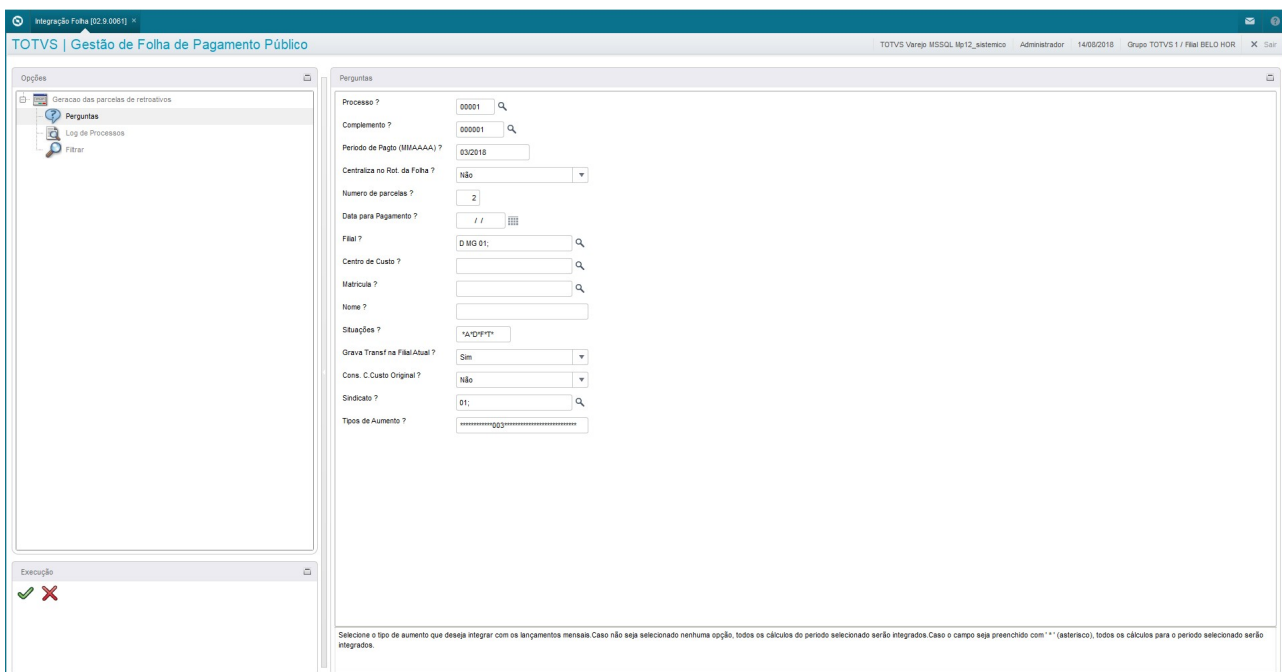 Integração Folha [02.9.0061] ×
TOTVS | Gestão de Folha de Pagamento Público
TOTVS Varejo MSSQL Mp12_sistemico Administrador 14/08/2018 Grupo TOTVS 1 / Filial BELO HOR X Sair
Opções
Geracao das parcelas de retroativos
Perguntas
Log de Processos
Filtrar
Execução
Perguntas
Processo ? 00001
Complemento ? 000001
Periodo de Pagto (MMAAAA) ? 03/2018
Centraliza no Rot. da Folha ? Não
Numero de parcelas ? 2
Data para Pagamento ? / /
Filial ? D MG 01;
Centro de Custo ?
Matricula ?
Nome ?
Situações ? *A*D*F*T*
Grava Transf na Filial Atual ? Sim
Cons. C.Custo Original ? Não
Sindicato ? 01;
Tipos de Aumento ? ************003***************************
Selecione o tipo de aumento que deseja integrar com os lançamentos mensais.Caso não seja selecionado nenhuma opção, todos os cálculos do periodo selecionado serão integrados.Caso o campo seja preenchido com ' * ' (asterisco), todos os cálculos para o periodo selecionado serão
integrados.